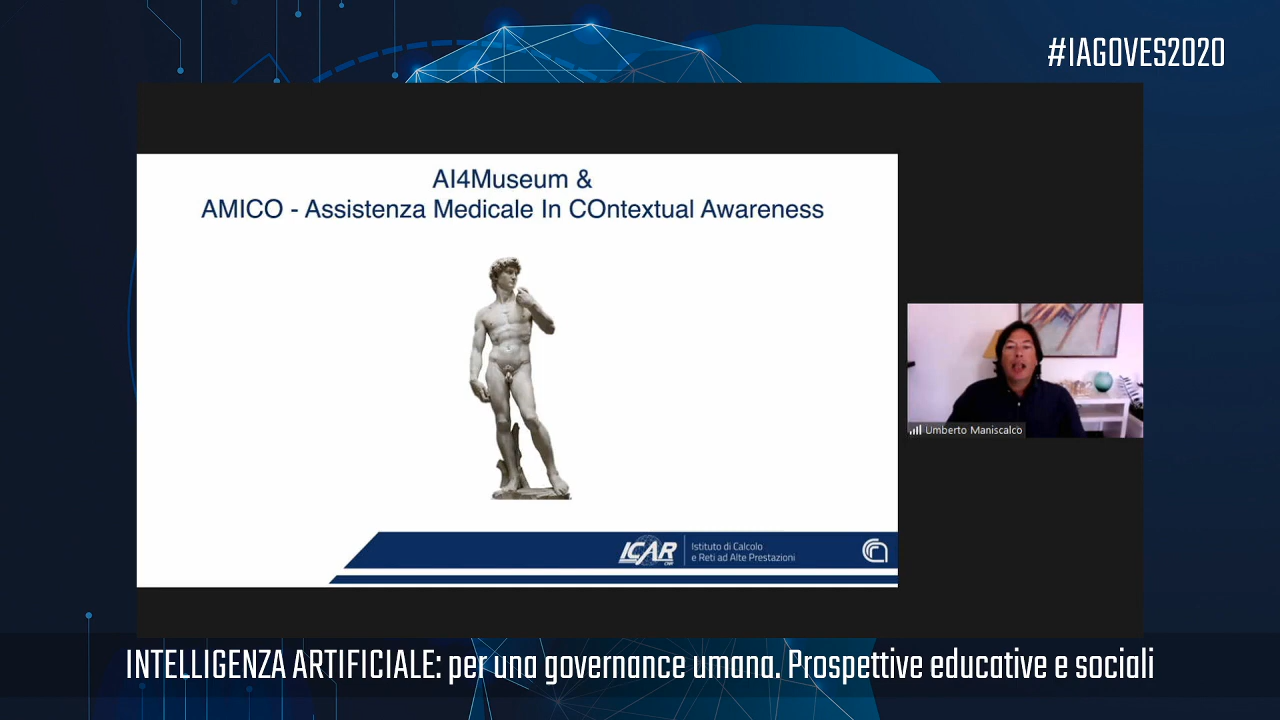 #IAGOVES2020
AI4Museum &
AMICO - Assistenza Medicale In COntextual Awareness
ICAR
CNR
Istituto di Calcolo
e Reti ad Alte Prestazioni
Umberto Maniscalco
INTELLIGENZA ARTIFICIALE: per una governance umana. Prospettive educative e sociali